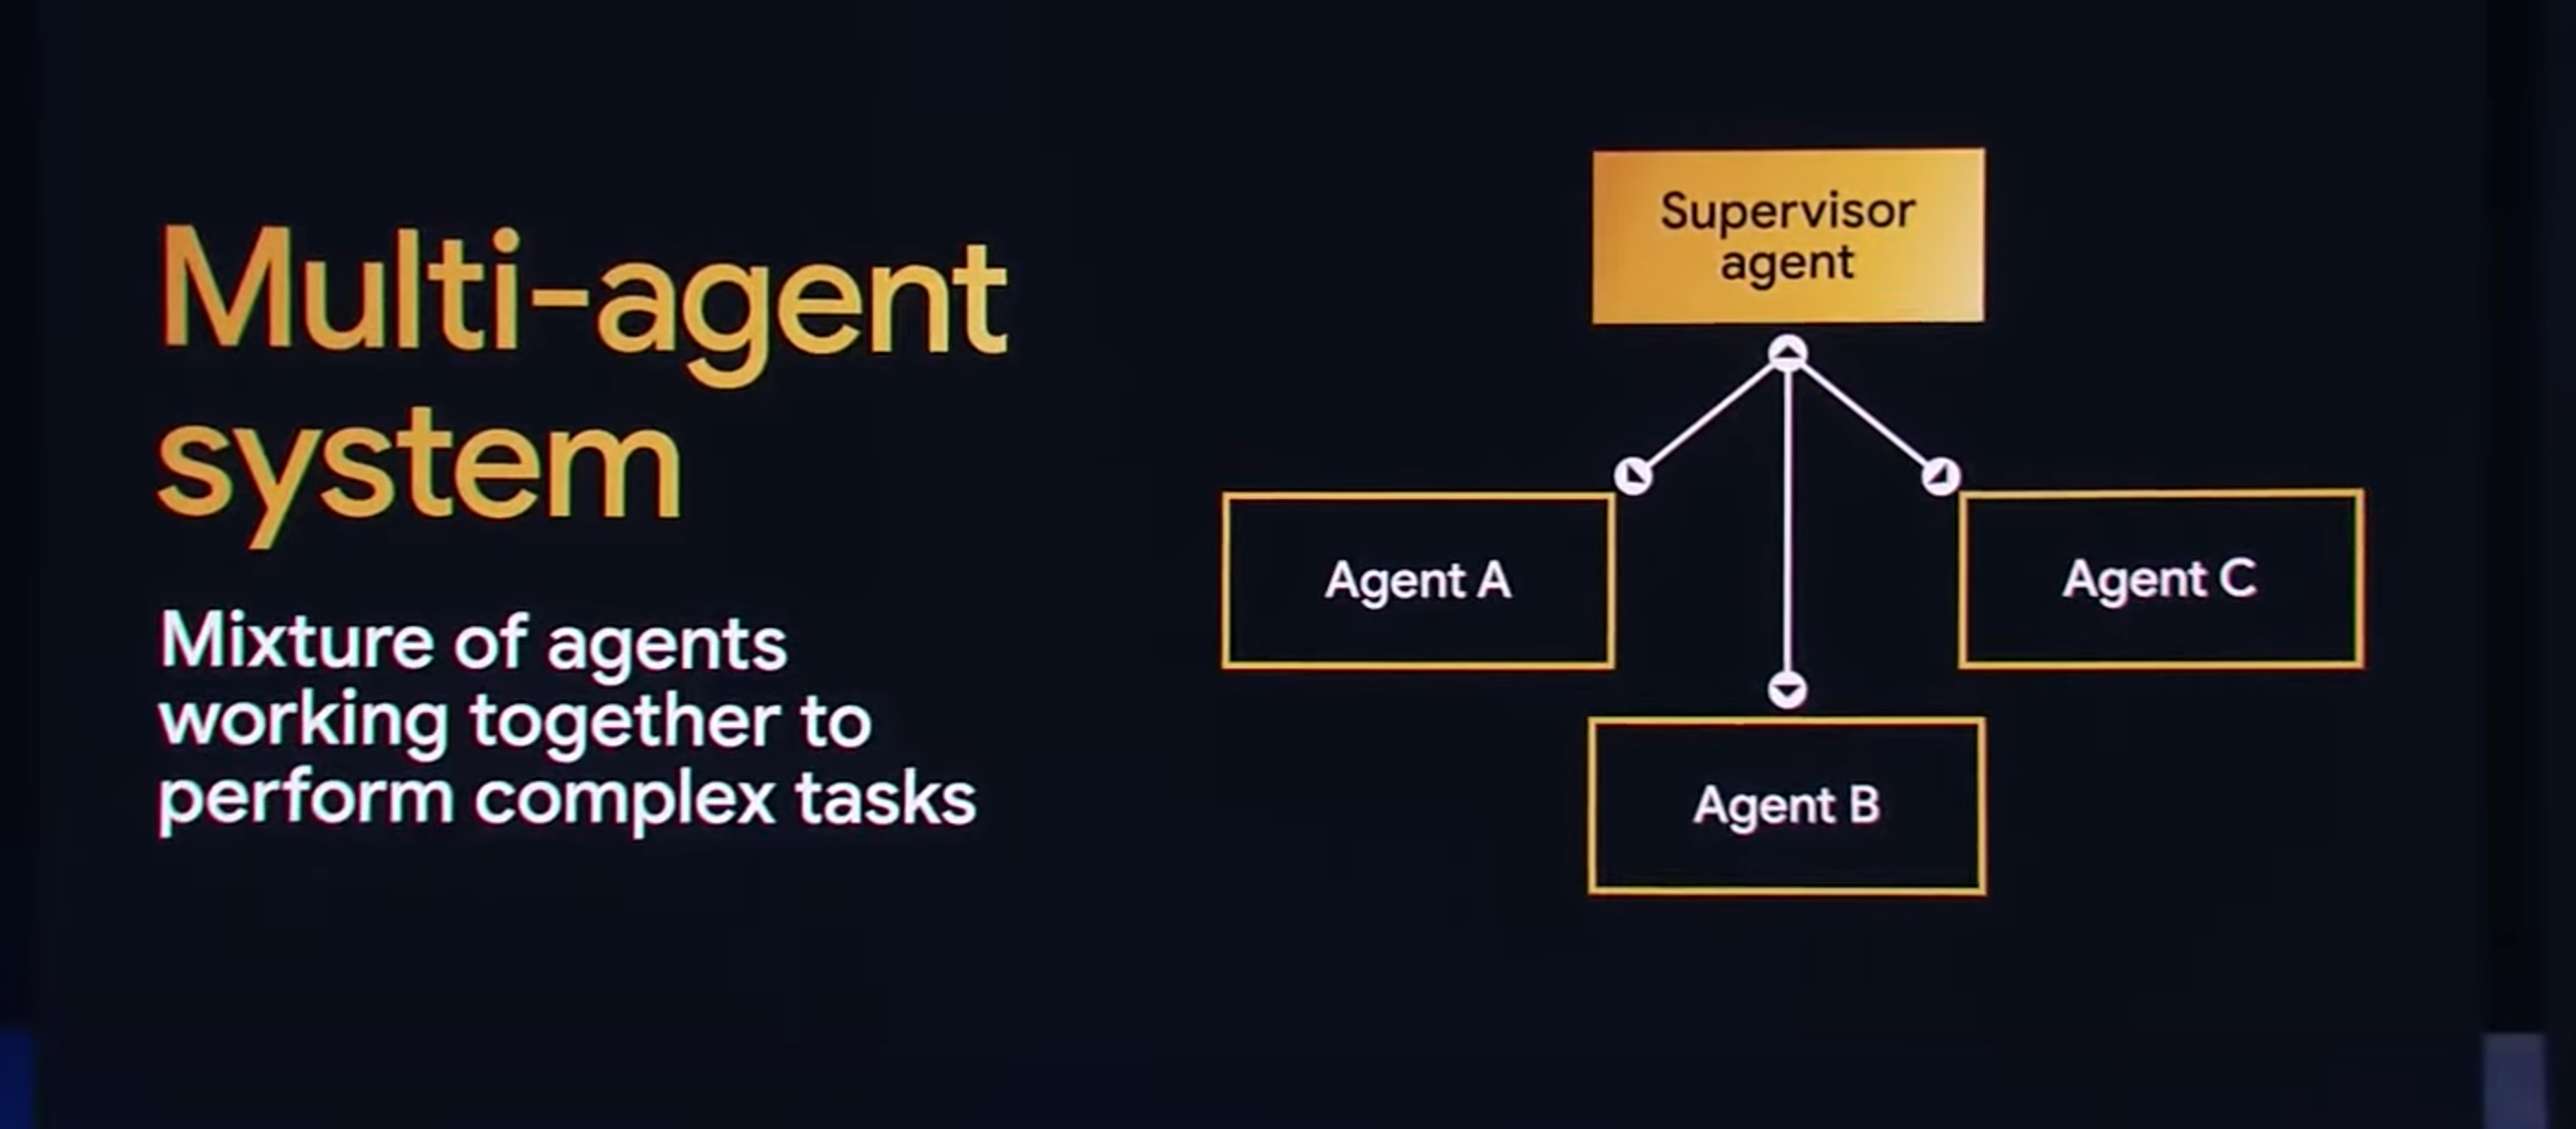 Multi-agent
system
Mixture of agents
working together to
perform complex tasks
Supervisor
agent
Agent A
Agent C
Agent B